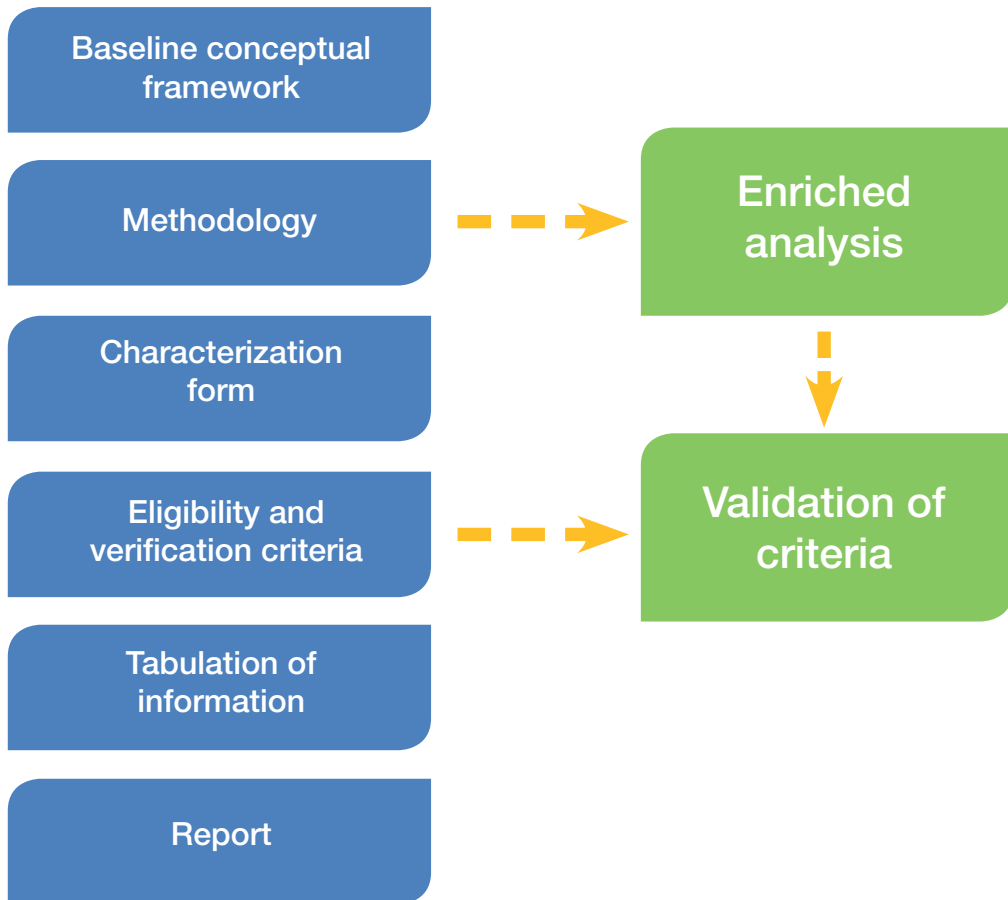 Baseline conceptual
framework
Methodology
Enriched
analysis
Characterization
form
Eligibility and
verification criteria
Validation of
criteria
Tabulation of
information
Report